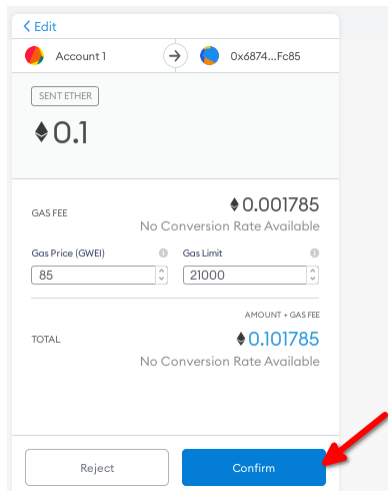 Edit
Account 1
0x6874...Fc85
SENT ETHER
0.1
GAS FEE
0.001785
No Conversion Rate Available
Gas Price (GWEI)
Gas Limit
85
21000
AMOUNT + GAS FEE
TOTAL
0.101785
No Conversion Rate Available
Reject
Confirm